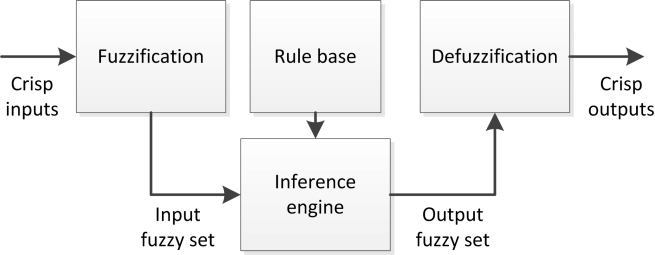 Fuzzification
Rule base
Defuzzification
Crisp
inputs
Crisp
outputs
Inference
engine
Input
fuzzy set
Output
fuzzy set